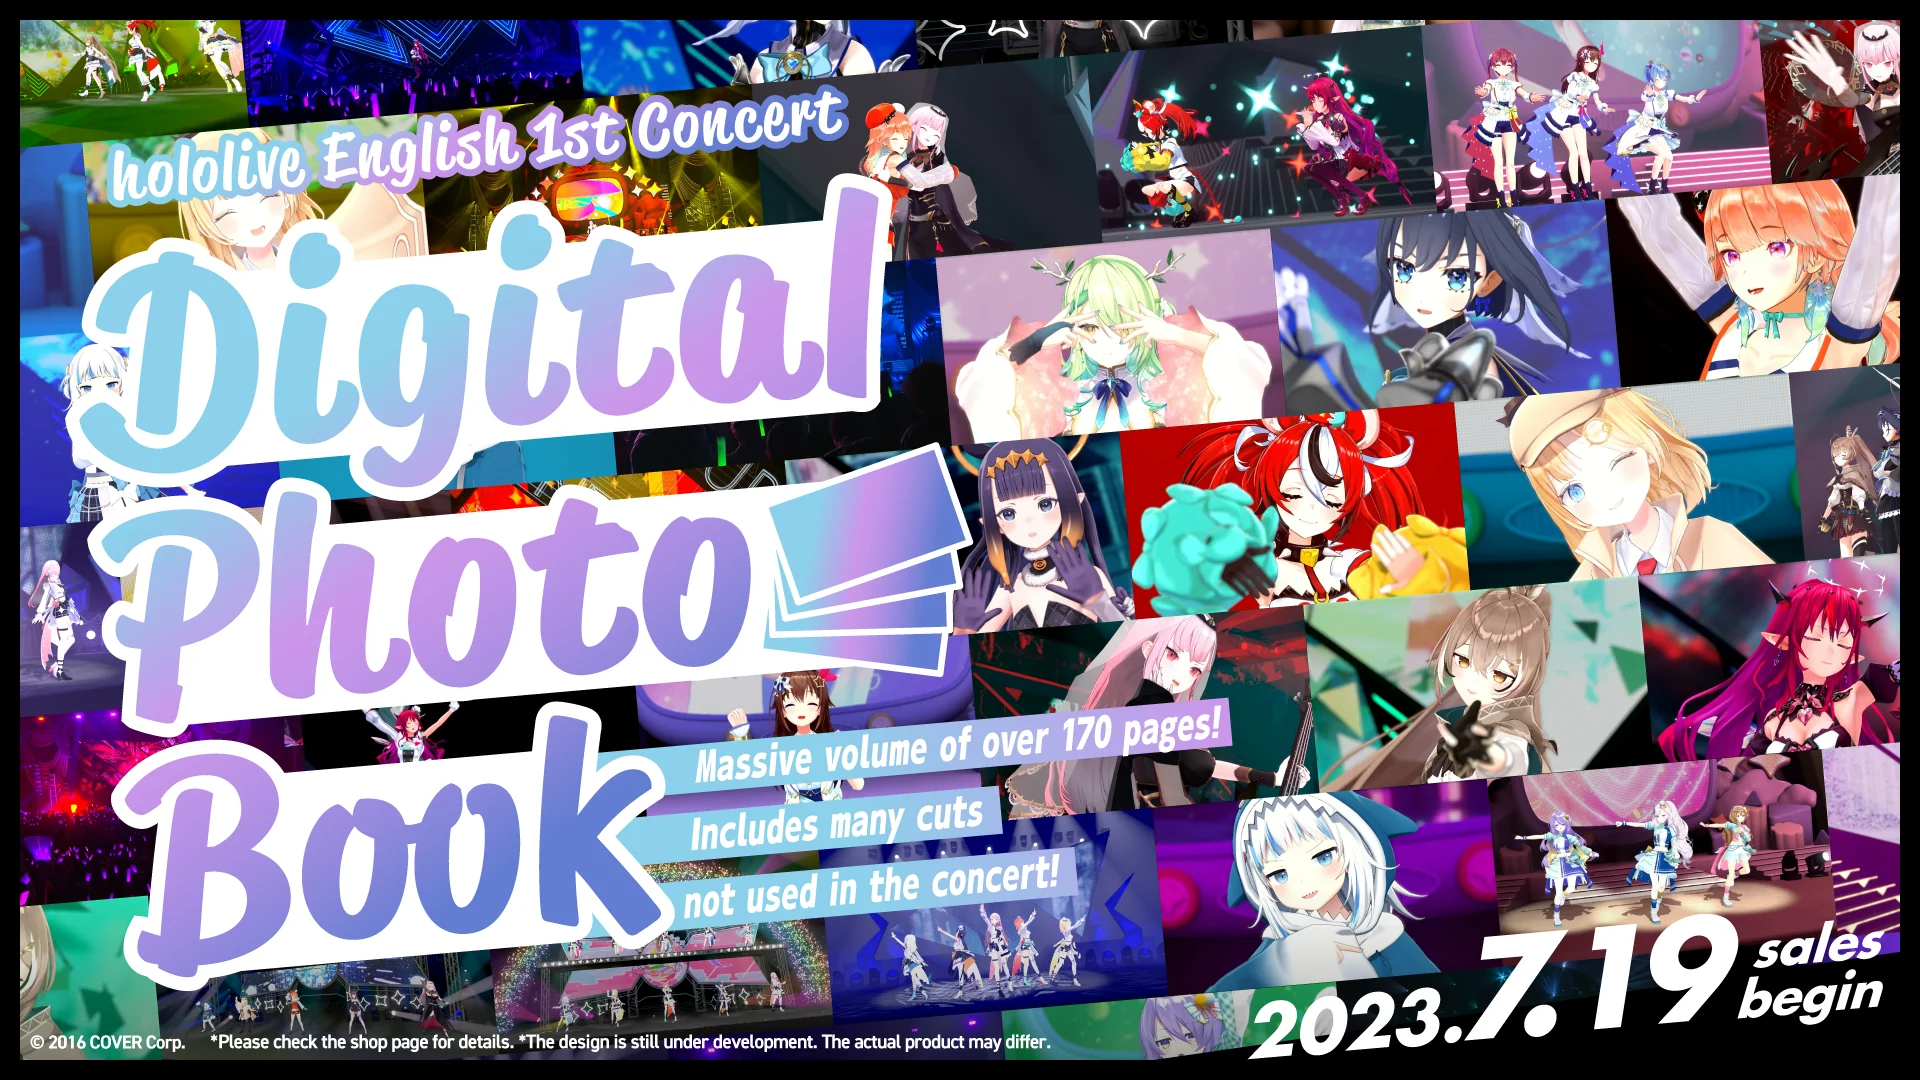 hololive English 1st Concert
Digital
Photo
Book
Massive volume of over 170 pages!
Includes many cuts
not used in the concert!
2023.7.19 sales begin
© 2016 COVER Corp. *Please check the shop page for details. *The design is still under development. The actual product may differ.